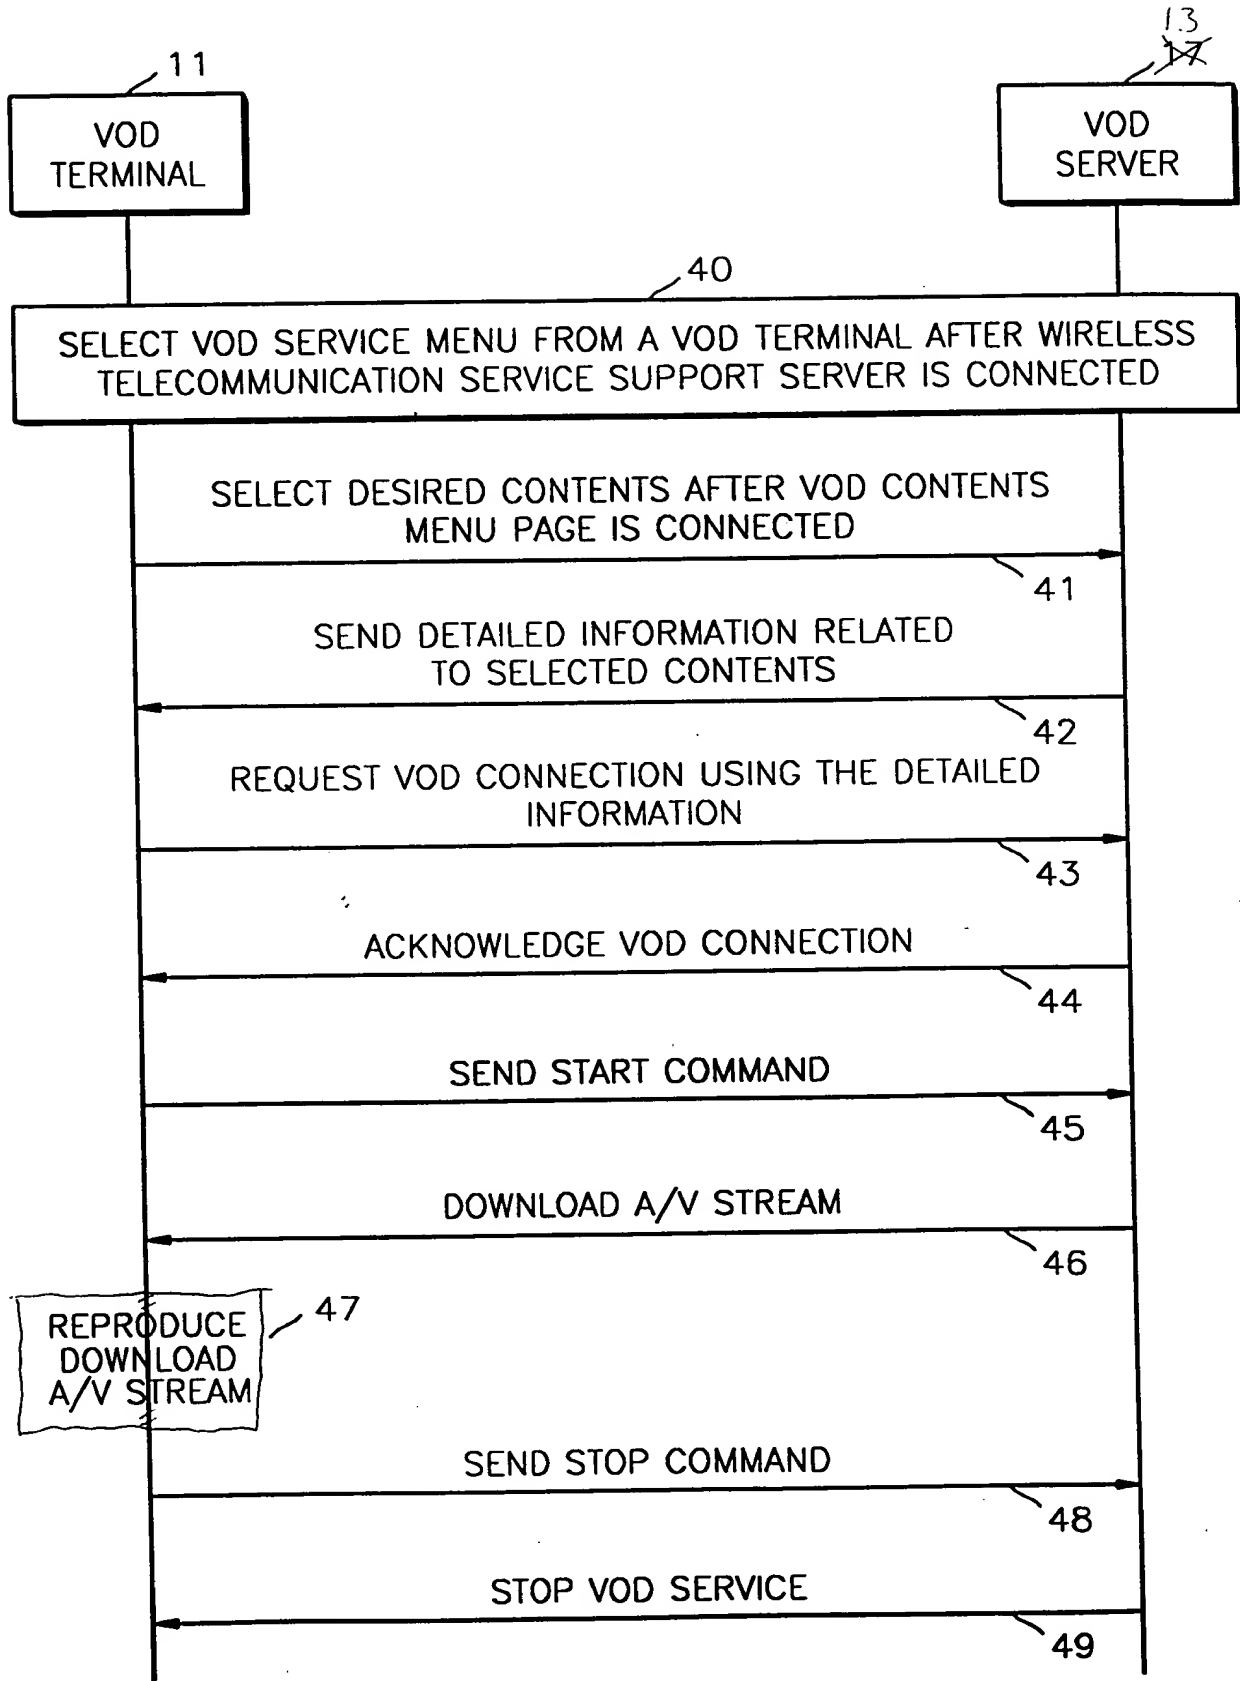 13
17
11
VOD
TERMINAL
VOD
SERVER
40
SELECT VOD SERVICE MENU FROM A VOD TERMINAL AFTER WIRELESS
TELECOMMUNICATION SERVICE SUPPORT SERVER IS CONNECTED
SELECT DESIRED CONTENTS AFTER VOD CONTENTS
MENU PAGE IS CONNECTED
41
SEND DETAILED INFORMATION RELATED
TO SELECTED CONTENTS
42
REQUEST VOD CONNECTION USING THE DETAILED
INFORMATION
43
ACKNOWLEDGE VOD CONNECTION
44
SEND START COMMAND
45
DOWNLOAD A/V STREAM
46
47
REPRODUCE
DOWNLOAD
A/V STREAM
SEND STOP COMMAND
48
STOP VOD SERVICE
49